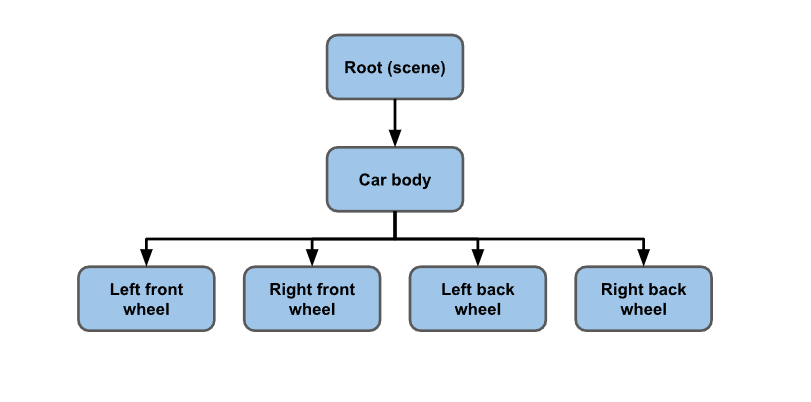 Root (scene)
Car body
Left front
wheel
Right front
wheel
Left back
wheel
Right back
wheel